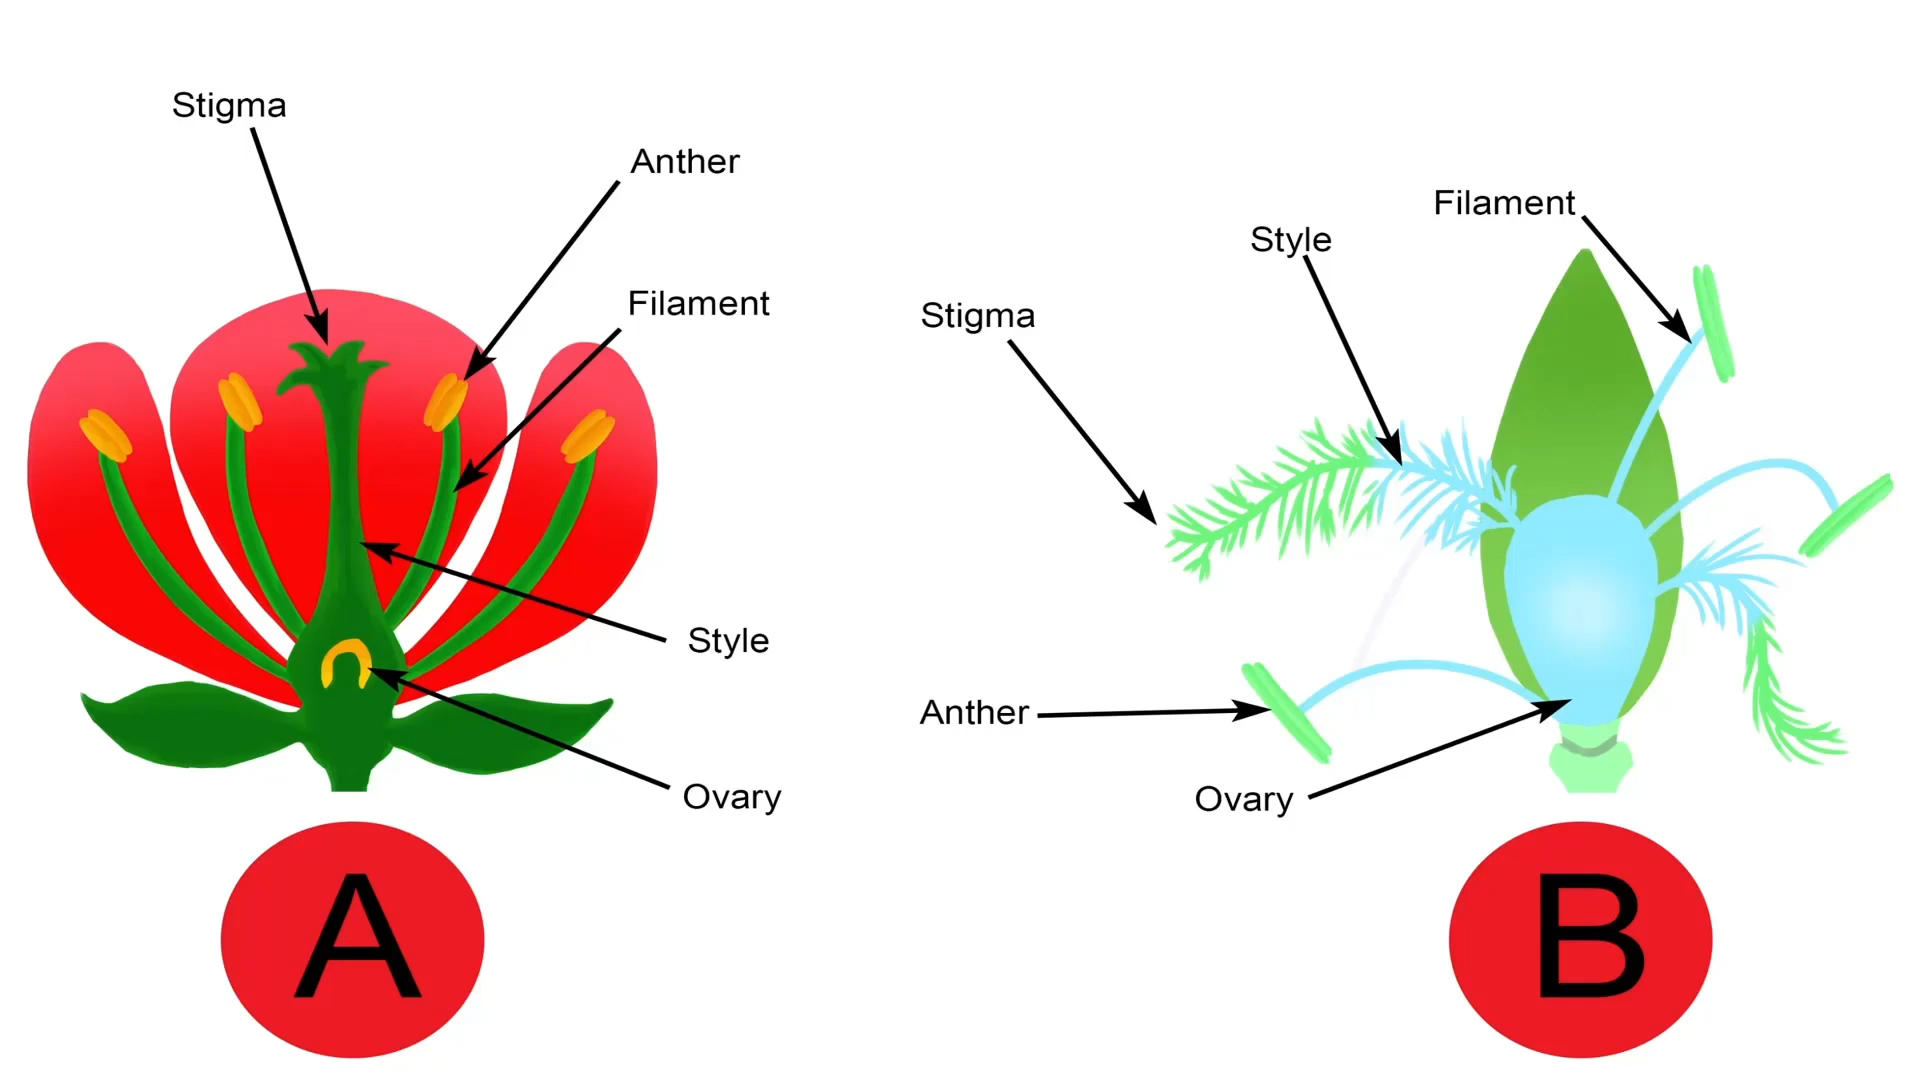 Stigma
Anther
Filament
Style
Ovary
A
Filament
Style
Stigma
Anther
Ovary
B